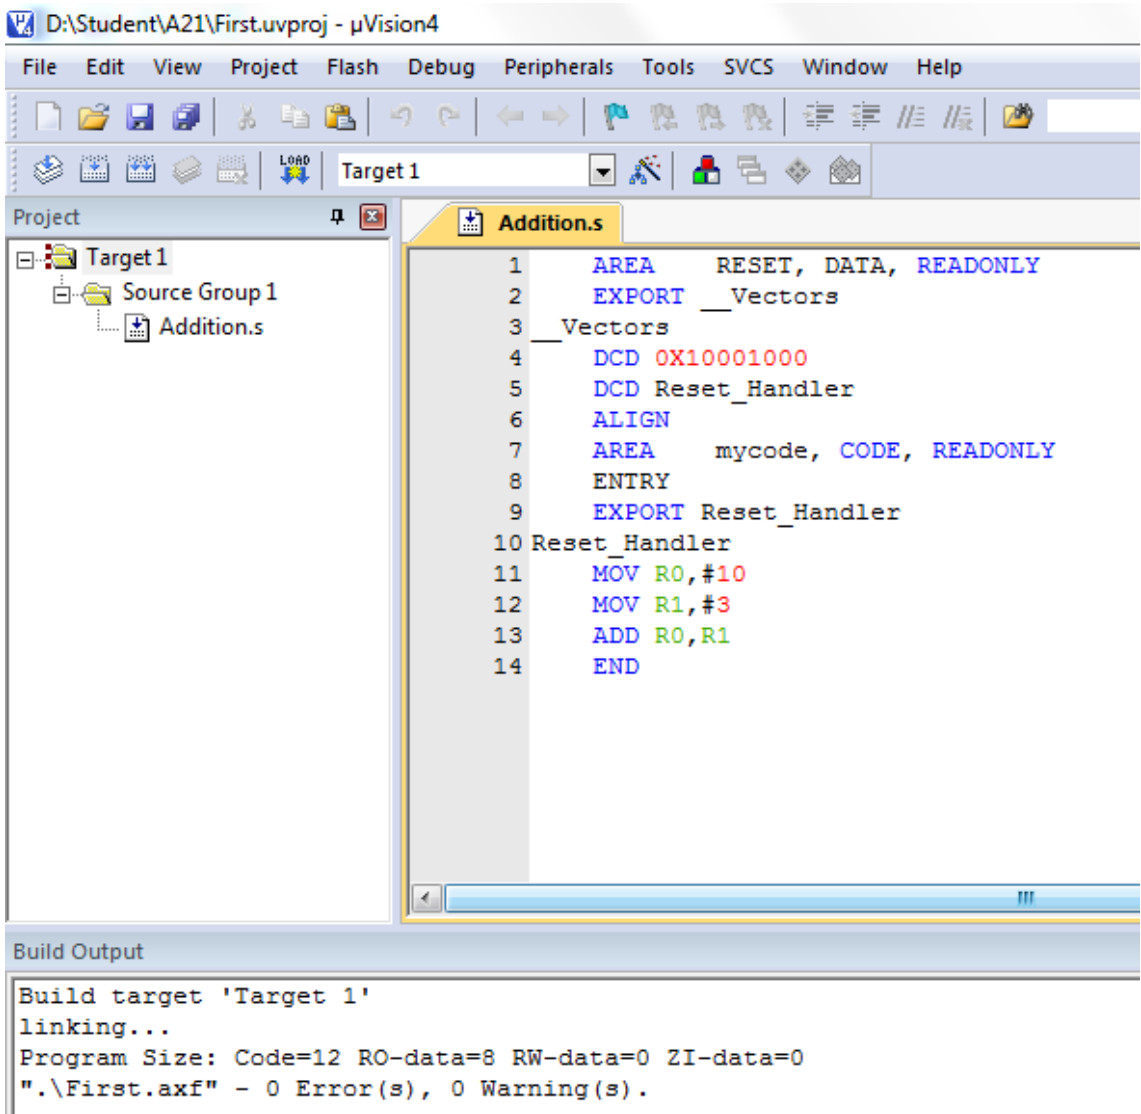 D:\Student\A21\First.uvproj - µVision4
File Edit View Project Flash Debug Peripherals Tools SVCS Window Help
LOAD Target 1
Project
Addition.s
Target 1
Source Group 1
Addition.s
1 AREA RESET, DATA, READONLY
2 EXPORT __Vectors
3 __Vectors
4 DCD 0X10001000
5 DCD Reset_Handler
6 ALIGN
7 AREA mycode, CODE, READONLY
8 ENTRY
9 EXPORT Reset_Handler
10 Reset_Handler
11 MOV R0,#10
12 MOV R1,#3
13 ADD R0,R1
14 END
Build Output
Build target 'Target 1'
linking...
Program Size: Code=12 RO-data=8 RW-data=0 ZI-data=0
".\First.axf" - 0 Error(s), 0 Warning(s).